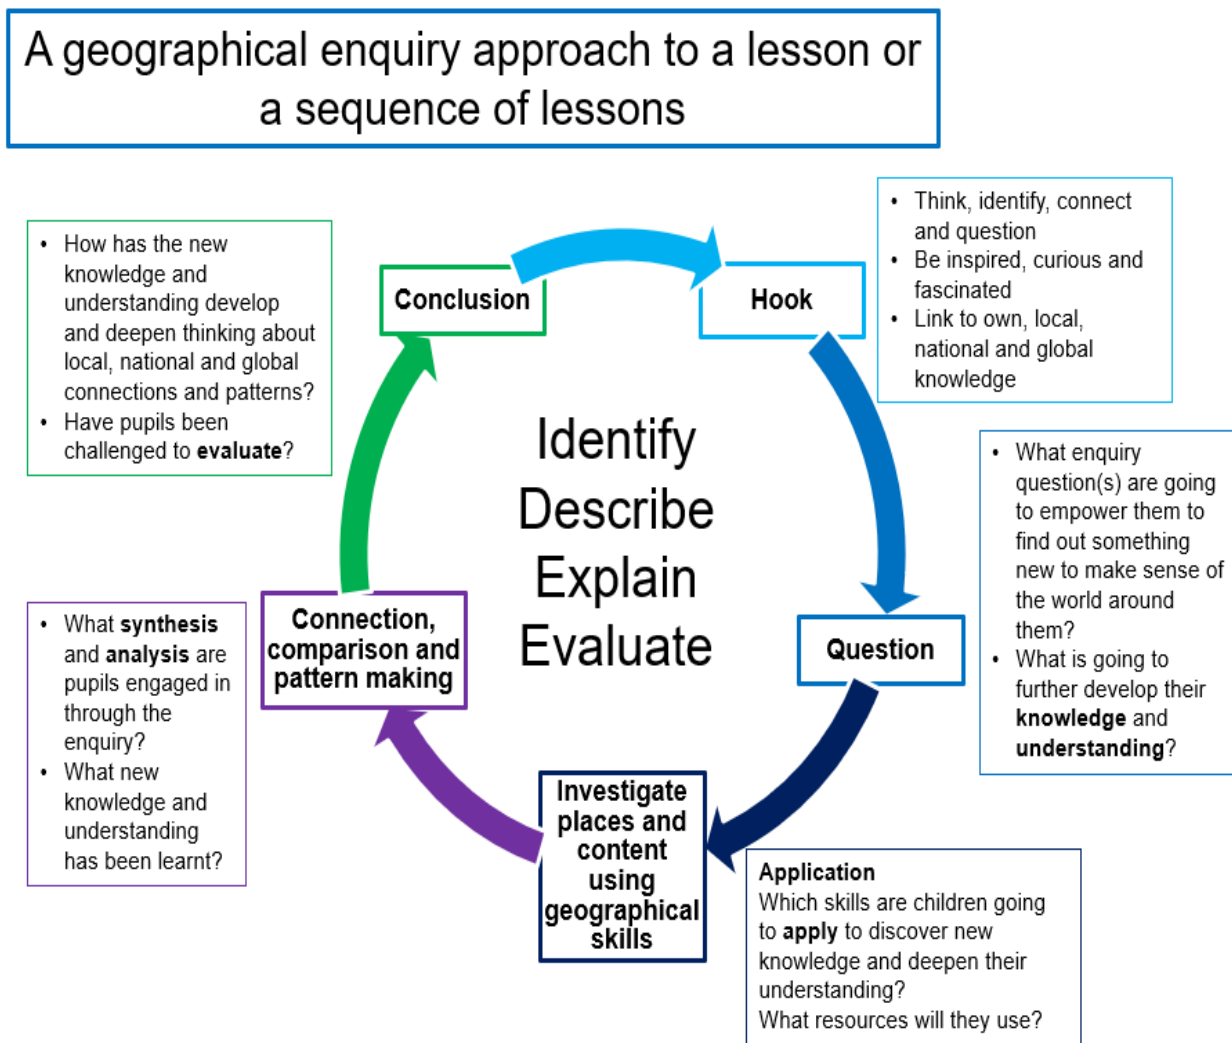 A geographical enquiry approach to a lesson or
a sequence of lessons
• Think, identify, connect
and question
• Be inspired, curious and
fascinated
• Link to own, local,
national and global
knowledge
• How has the new
knowledge and
understanding develop
and deepen thinking about
local, national and global
connections and patterns?
• Have pupils been
challenged to evaluate?
Conclusion
Hook
Identify
Describe
Explain
Evaluate
• What enquiry
question(s) are going
to empower them to
find out something
new to make sense of
the world around
them?
• What is going to
further develop their
knowledge and
understanding?
Question
Connection,
comparison and
pattern making
• What synthesis
and analysis are
pupils engaged in
through the
enquiry?
• What new
knowledge and
understanding
has been learnt?
Investigate
places and
content
using
geographical
skills
Application
Which skills are children going
to apply to discover new
knowledge and deepen their
understanding?
What resources will they use?